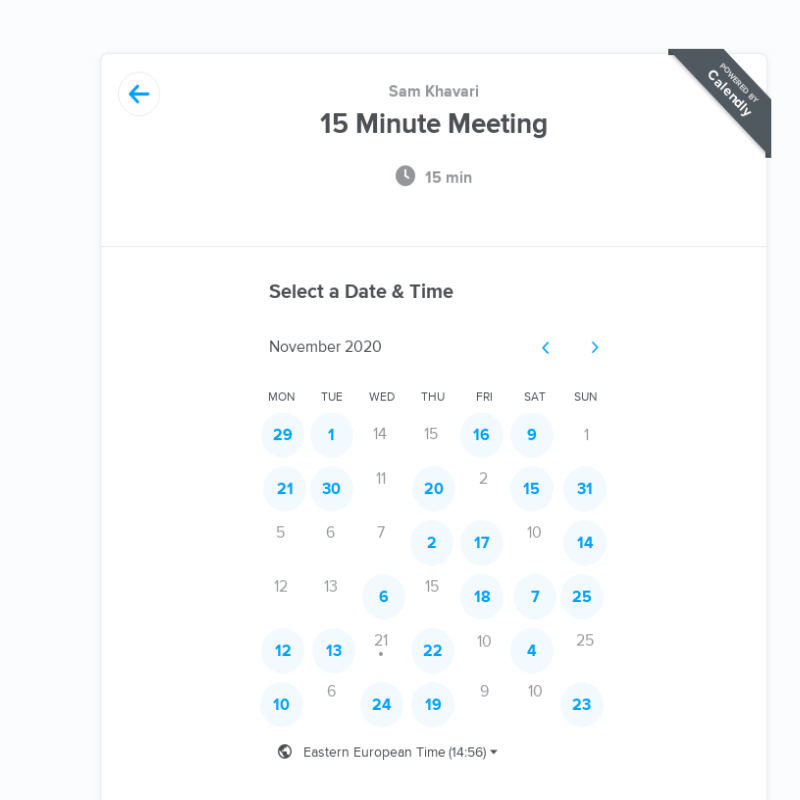 Sam Khavari
POWERED BY
Calendly
15 Minute Meeting
15 min
Select a Date & Time
November 2020
MON TUE WED THU FRI SAT SUN
29 1 14 15 16 9 1
21 30 11 20 2 15 31
5 6 7 2 17 10 14
12 13 6 15 18 7 25
12 13 21 22 10 4 25
10 6 24 19 9 10 23
Eastern European Time (14:56)